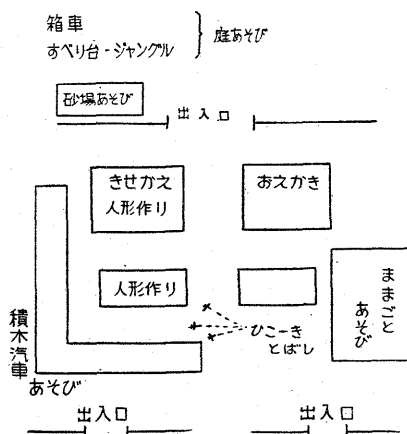 箱車
すべり台-ジャングル
庭あそび
砂場あそび
出入口
きせかえ
人形作り
おえかき
人形作り
ままごと
あそび
ひこーき
とばし
積木汽車
あそび
出入口
出入口